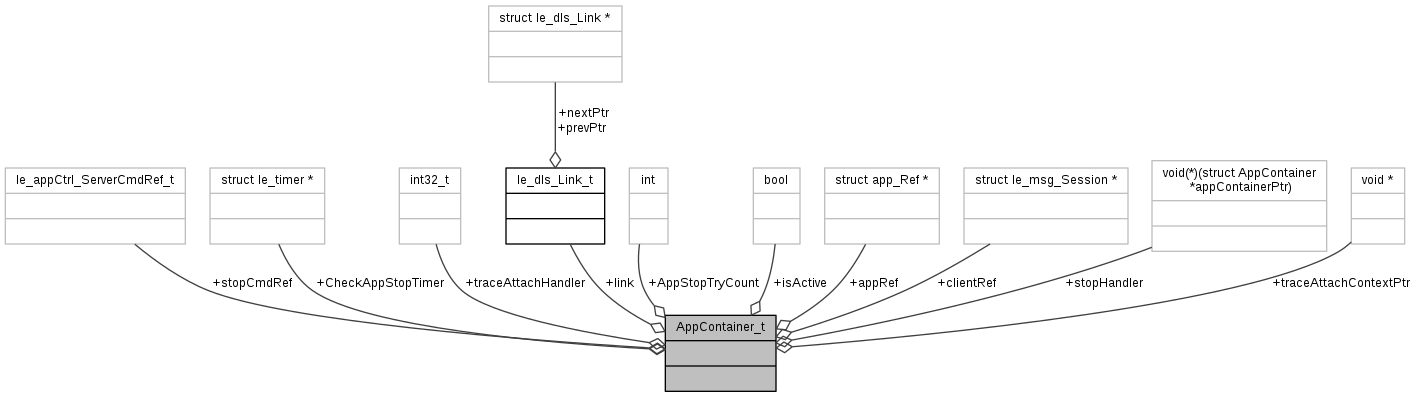 struct le_dls_Link *
+nextPtr
+prevPtr
le_appCtrl_ServerCmdRef_t
struct le_timer *
int32_t
le_dls_Link_t
int
bool
struct app_Ref *
struct le_msg_Session *
void(*)(struct AppContainer
*appContainerPtr)
void *
+stopCmdRef
+CheckAppStopTimer
+traceAttachHandler
+link
+AppStopTryCount
+isActive
+appRef
+clientRef
+stopHandler
+traceAttachContextPtr
AppContainer_t